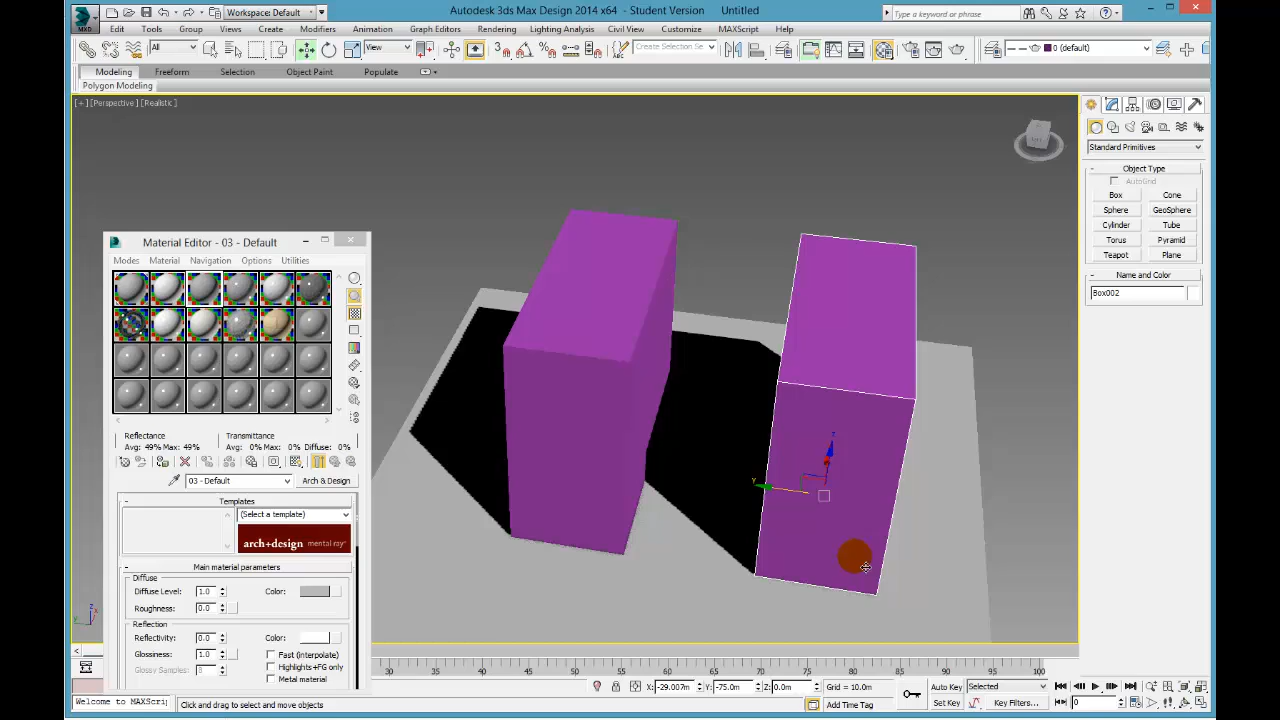 Autodesk 3ds Max Design 2014 x64 - Student Version Untitled
MXD
Workspace: Default
Type a keyword or phrase
Edit Tools Group Views Create Modifiers Animation Graph Editors Rendering Lighting Analysis Civil View Customize MAXScript Help
All View Create Selection Se 0 (default)
Modeling Freeform Selection Object Paint Populate
Polygon Modeling
[+] [Perspective] [Realistic]
Standard Primitives
Object Type
AutoGrid
Box Cone
Sphere GeoSphere
Cylinder Tube
Torus Pyramid
Teapot Plane
Name and Color
Box002
Material Editor - 03 - Default
Modes Material Navigation Options Utilities
Reflectance Transmittance
Avg: 49% Max: 49% Avg: 0% Max: 0% Diffuse: 0%
03 - Default Arch & Design
Templates
(Select a template)
arch+design mental ray
Main material parameters
Diffuse
Diffuse Level: 1.0 Color:
Roughness: 0.0
Reflection
Reflectivity: 0.0 Color:
Glossiness: 1.0 Fast (interpolate)
Glossy Samples: 8 Highlights+FG only
Metal material
z
y
30 35 40 45 50 55 60 65 70 75 80 85 90 95 100
X: -29.007m Y: -75.0m Z: 0.0m Grid = 10.0m
Auto Key Selected
Welcome to MAXScrip Click and drag to select and move objects Add Time Tag Set Key Key Filters... 0